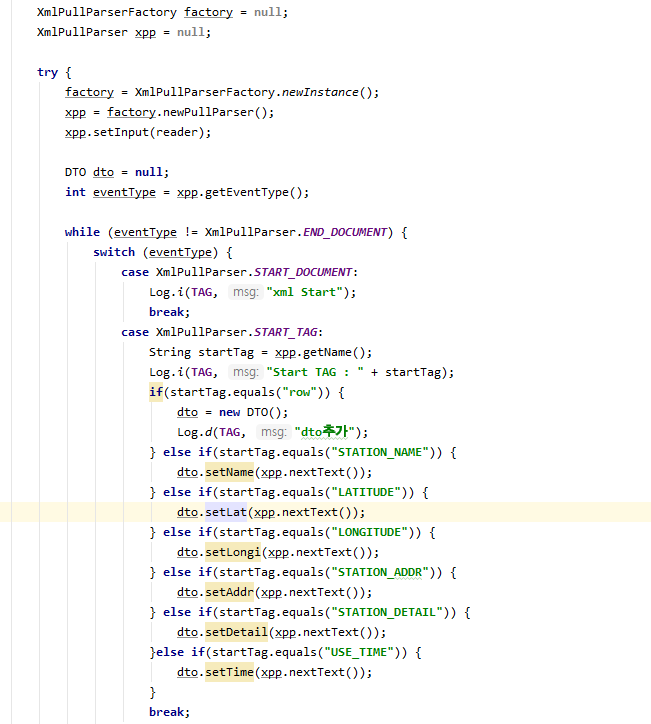 XmlPullParserFactory factory = null;
XmlPullParser xpp = null;
try {
factory = XmlPullParserFactory.newInstance();
xpp = factory.newPullParser();
xpp.setInput(reader);
DTO dto = null;
int eventType = xpp.getEventType();
while (eventType != XmlPullParser.END_DOCUMENT) {
switch (eventType) {
case XmlPullParser.START_DOCUMENT:
Log.i(TAG, msg: "xml Start");
break;
case XmlPullParser.START_TAG:
String startTag = xpp.getName();
Log.i(TAG, msg: "Start TAG : " + startTag);
if(startTag.equals("row")) {
dto = new DTO();
Log.d(TAG, msg: "dto추가");
} else if(startTag.equals("STATION_NAME")) {
dto.setName(xpp.nextText());
} else if(startTag.equals("LATITUDE")) {
dto.setLat(xpp.nextText());
} else if(startTag.equals("LONGITUDE")) {
dto.setLongi(xpp.nextText());
} else if(startTag.equals("STATION_ADDR")) {
dto.setAddr(xpp.nextText());
} else if(startTag.equals("STATION_DETAIL")) {
dto.setDetail(xpp.nextText());
}else if(startTag.equals("USE_TIME")) {
dto.setTime(xpp.nextText());
}
break;